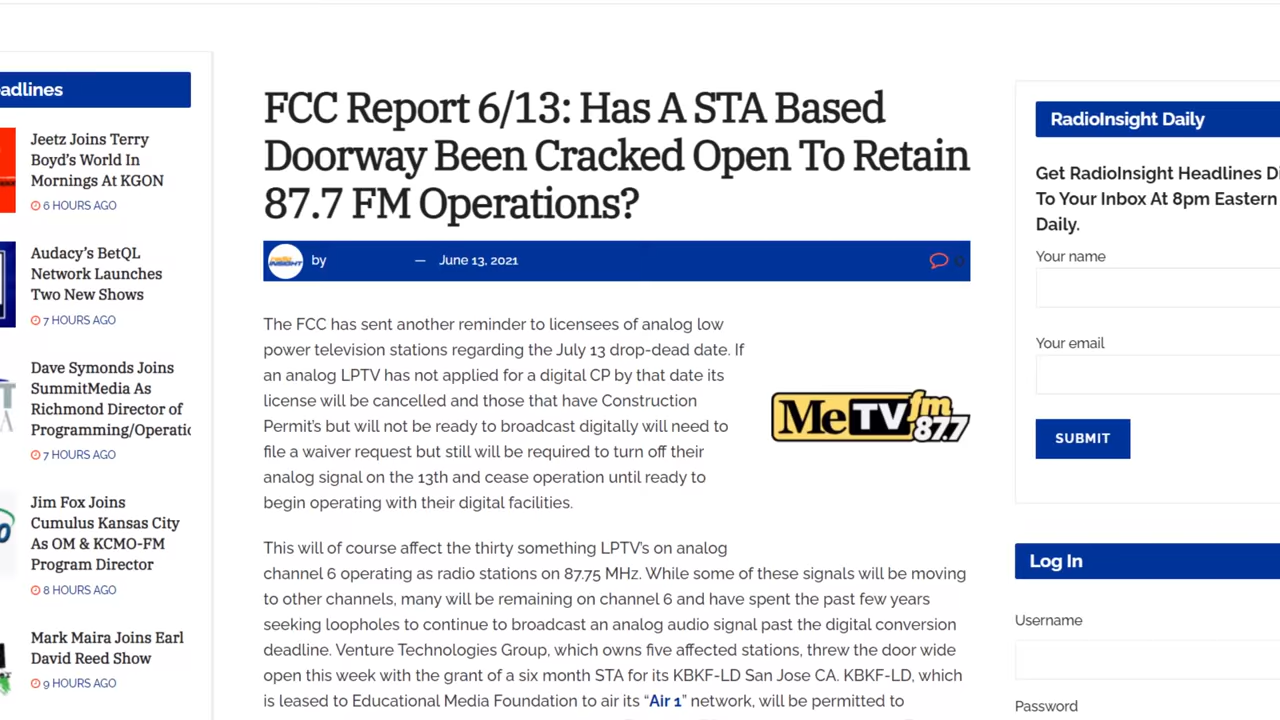 adlines
Jeetz Joins Terry
Boyd's World In
Mornings At KGON
6 HOURS AGO
Audacy's BetQL
Network Launches
Two New Shows
7 HOURS AGO
Dave Symonds Joins
SummitMedia As
Richmond Director of
Programming/Operatic
7 HOURS AGO
Jim Fox Joins
Cumulus Kansas City
As OM & KCMO-FM
Program Director
8 HOURS AGO
Mark Maira Joins Earl
David Reed Show
9 HOURS AGO
FCC Report 6/13: Has A STA Based
Doorway Been Cracked Open To Retain
87.7 FM Operations?
radio
INSIGHT
by — June 13, 2021 0
The FCC has sent another reminder to licensees of analog low
power television stations regarding the July 13 drop-dead date. If
an analog LPTV has not applied for a digital CP by that date its
license will be cancelled and those that have Construction
Permit's but will not be ready to broadcast digitally will need to
file a waiver request but still will be required to turn off their
analog signal on the 13th and cease operation until ready to
begin operating with their digital facilities.
MeTV fm
87.7
This will of course affect the thirty something LPTV's on analog
channel 6 operating as radio stations on 87.75 MHz. While some of these signals will be moving
to other channels, many will be remaining on channel 6 and have spent the past few years
seeking loopholes to continue to broadcast an analog audio signal past the digital conversion
deadline. Venture Technologies Group, which owns five affected stations, threw the door wide
open this week with the grant of a six month STA for its KBKF-LD San Jose CA. KBKF-LD, which
is leased to Educational Media Foundation to air its “Air 1” network, will be permitted to
RadioInsight Daily
Get RadioInsight Headlines D
To Your Inbox At 8pm Eastern
Daily.
Your name
Your email
SUBMIT
Log In
Username
Password